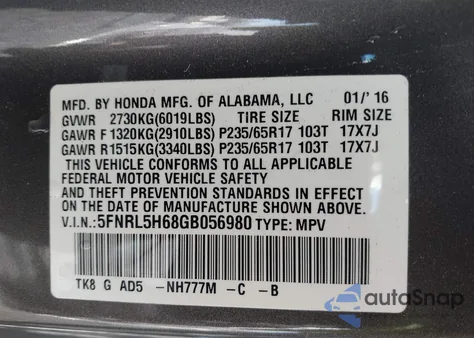 MFD. BY HONDA MFG. OF ALABAMA, LLC 01/' 16
GVWR 2730KG(6019LBS) TIRE SIZE RIM SIZE
GAWR F 1320KG(2910LBS) P235/65R17 103T 17X7J
GAWR R1515KG(3340LBS) P235/65R17 103T 17X7J
THIS VEHICLE CONFORMS TO ALL APPLICABLE
FEDERAL MOTOR VEHICLE SAFETY
AND THEFT PREVENTION STANDARDS IN EFFECT
ON THE DATE OF MANUFACTURE SHOWN ABOVE.
V.I.N.:5FNRL5H68GB056980 TYPE: MPV
TK8 G AD5 -NH777M -C -B
autoSnap